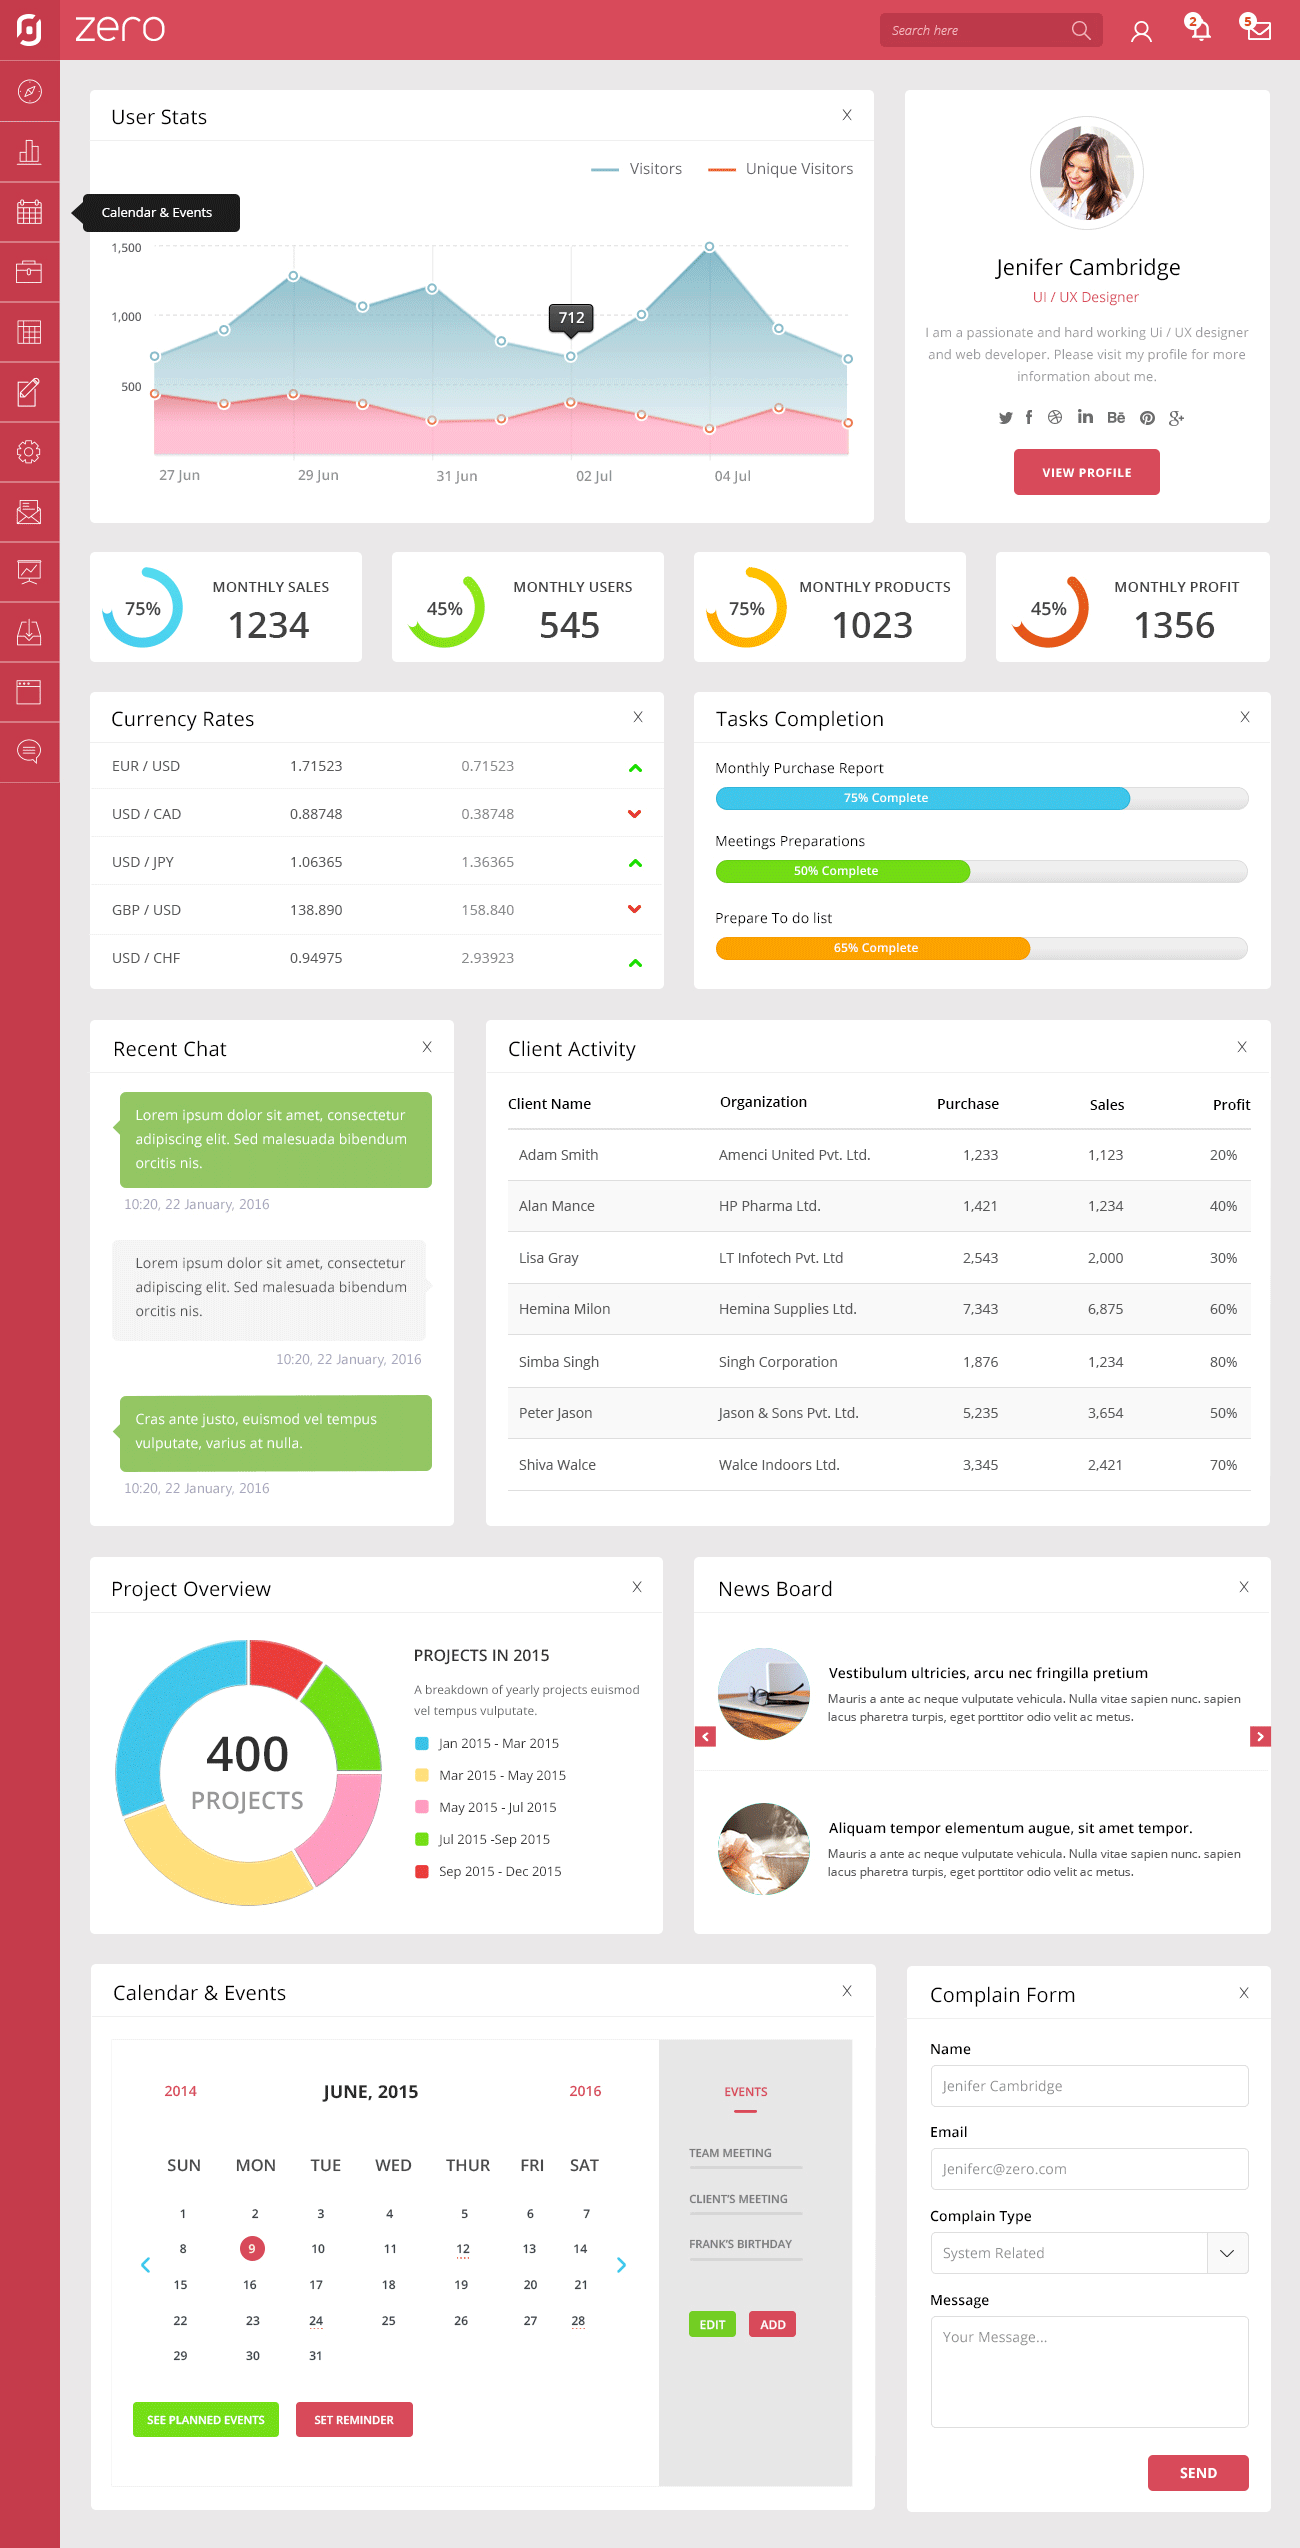 zero
Search here
2
5
User Stats
X
Visitors
Unique Visitors
Calendar & Events
1,500
1,000
712
500
27 Jun
29 Jun
31 Jun
02 Jul
04 Jul
Jenifer Cambridge
UI / UX Designer
I am a passionate and hard working Ui / UX designer
and web developer. Please visit my profile for more
information about me.
f
in
Bē
g+
VIEW PROFILE
75%
MONTHLY SALES
1234
45%
MONTHLY USERS
545
75%
MONTHLY PRODUCTS
1023
45%
MONTHLY PROFIT
1356
Currency Rates
X
EUR / USD 1.71523 0.71523
USD / CAD 0.88748 0.38748
USD / JPY 1.06365 1.36365
GBP / USD 138.890 158.840
USD / CHF 0.94975 2.93923
Tasks Completion
X
Monthly Purchase Report
75% Complete
Meetings Preparations
50% Complete
Prepare To do list
65% Complete
Recent Chat
X
Lorem ipsum dolor sit amet, consectetur
adipiscing elit. Sed malesuada bibendum
orcitis nis.
10:20, 22 January, 2016
Lorem ipsum dolor sit amet, consectetur
adipiscing elit. Sed malesuada bibendum
orcitis nis.
10:20, 22 January, 2016
Cras ante justo, euismod vel tempus
vulputate, varius at nulla.
10:20, 22 January, 2016
Client Activity
X
Client Name Organization Purchase Sales Profit
Adam Smith Amenci United Pvt. Ltd. 1,233 1,123 20%
Alan Mance HP Pharma Ltd. 1,421 1,234 40%
Lisa Gray LT Infotech Pvt. Ltd 2,543 2,000 30%
Hemina Milon Hemina Supplies Ltd. 7,343 6,875 60%
Simba Singh Singh Corporation 1,876 1,234 80%
Peter Jason Jason & Sons Pvt. Ltd. 5,235 3,654 50%
Shiva Walce Walce Indoors Ltd. 3,345 2,421 70%
Project Overview
X
400
PROJECTS
PROJECTS IN 2015
A breakdown of yearly projects euismod
vel tempus vulputate.
Jan 2015 - Mar 2015
Mar 2015 - May 2015
May 2015 - Jul 2015
Jul 2015 -Sep 2015
Sep 2015 - Dec 2015
News Board
X
Vestibulum ultricies, arcu nec fringilla pretium
Mauris a ante ac neque vulputate vehicula. Nulla vitae sapien nunc. sapien
lacus pharetra turpis, eget porttitor odio velit ac metus.
Aliquam tempor elementum augue, sit amet tempor.
Mauris a ante ac neque vulputate vehicula. Nulla vitae sapien nunc. sapien
lacus pharetra turpis, eget porttitor odio velit ac metus.
Calendar & Events
X
2014 JUNE, 2015 2016
SUN MON TUE WED THUR FRI SAT
1 2 3 4 5 6 7
8 9 10 11 12 13 14
15 16 17 18 19 20 21
22 23 24 25 26 27 28
29 30 31
SEE PLANNED EVENTS
SET REMINDER
EVENTS
TEAM MEETING
CLIENT'S MEETING
FRANK'S BIRTHDAY
EDIT
ADD
Complain Form
X
Name
Jenifer Cambridge
Email
Jeniferc@zero.com
Complain Type
System Related
Message
Your Message...
SEND